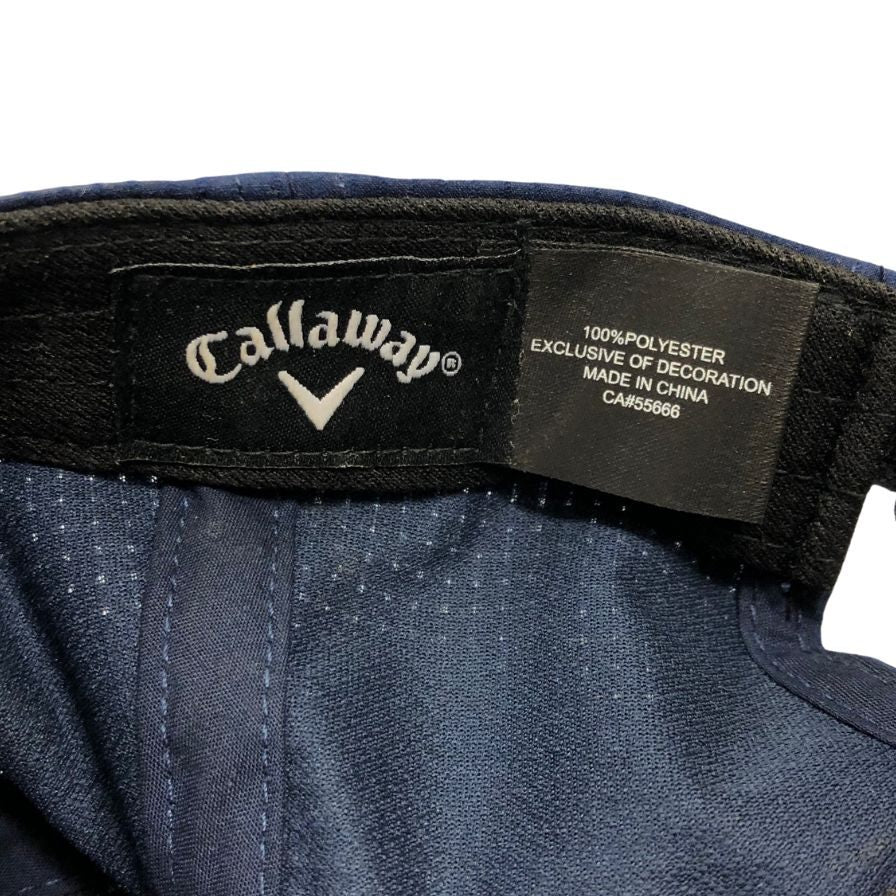 Callaway®
100%POLYESTER
EXCLUSIVE OF DECORATION
MADE IN CHINA
CA#55666